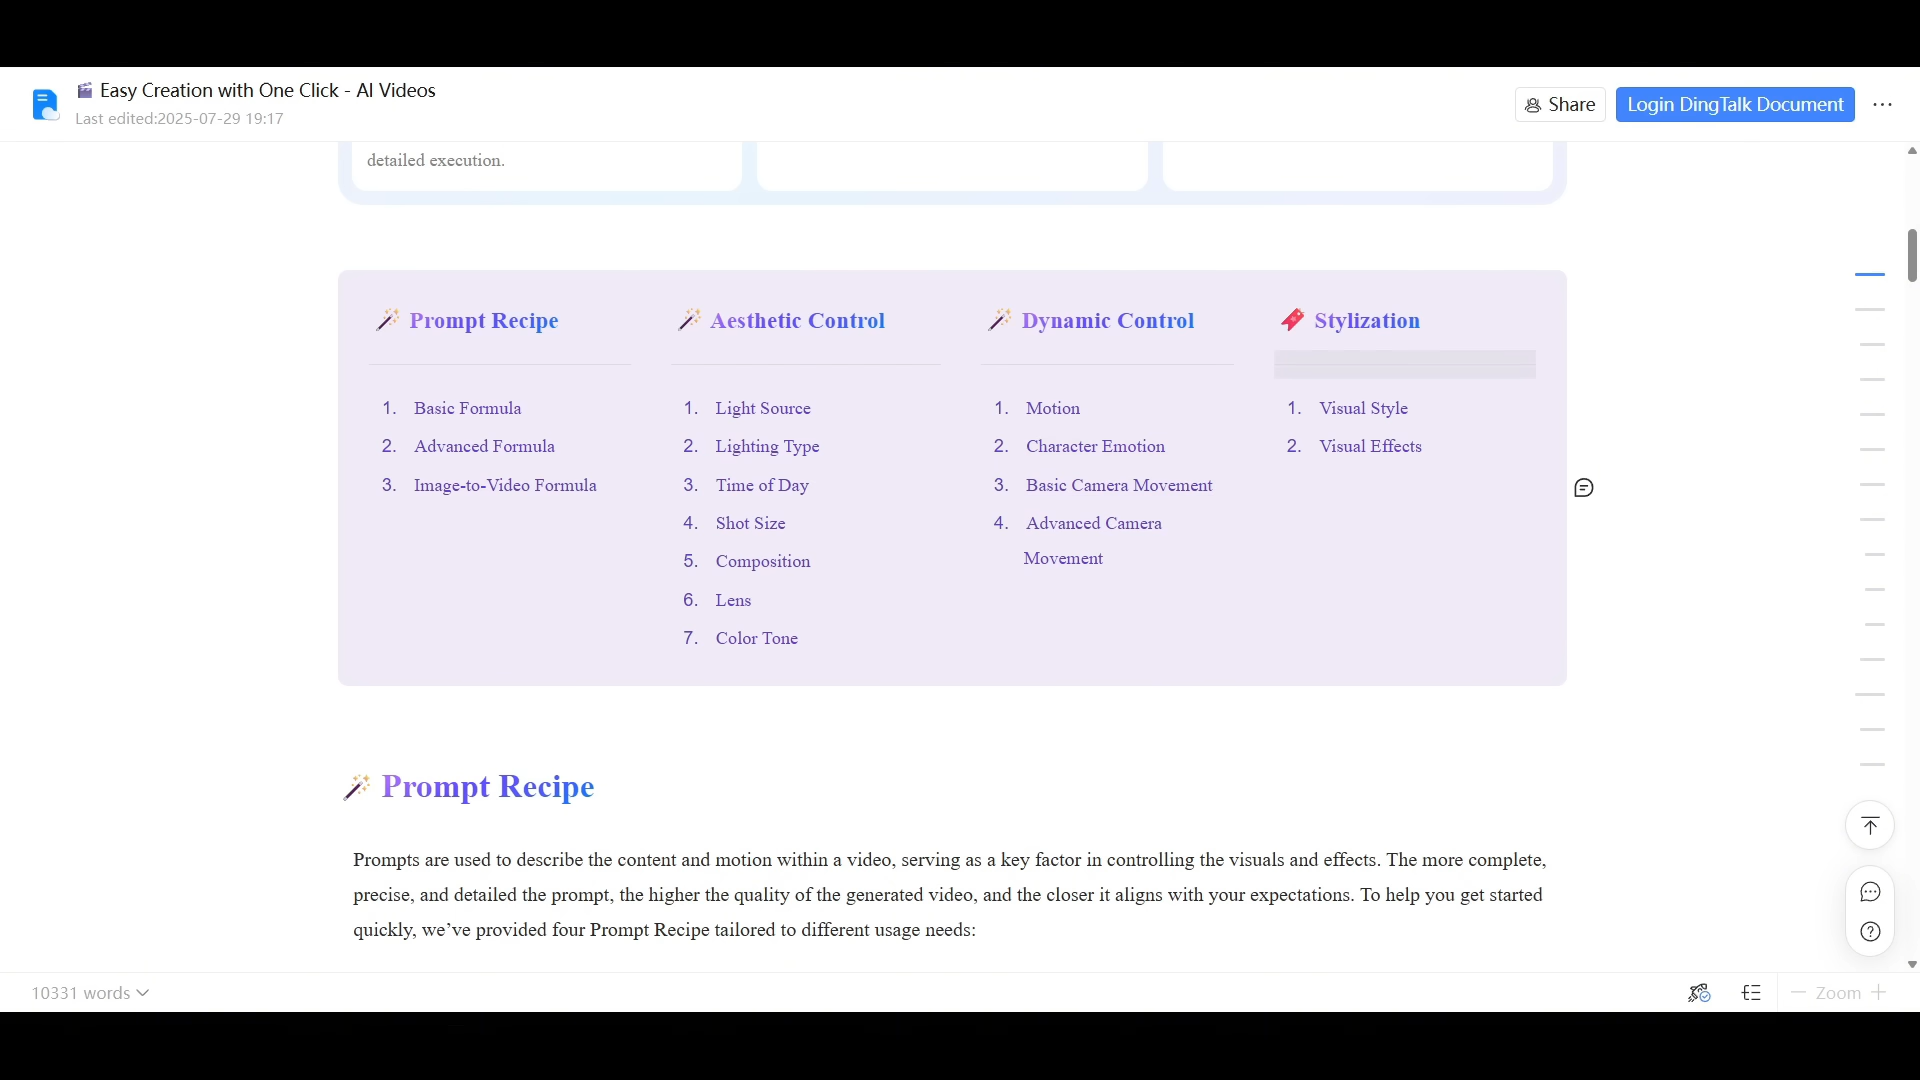 Easy Creation with One Click - AI Videos
Last edited:2025-07-29 19:17
Share
Login DingTalk Document
detailed execution.
Prompt Recipe
1. Basic Formula
2. Advanced Formula
3. Image-to-Video Formula
Aesthetic Control
1. Light Source
2. Lighting Type
3. Time of Day
4. Shot Size
5. Composition
6. Lens
7. Color Tone
Dynamic Control
1. Motion
2. Character Emotion
3. Basic Camera Movement
4. Advanced Camera
Movement
Stylization
1. Visual Style
2. Visual Effects
Prompt Recipe
Prompts are used to describe the content and motion within a video, serving as a key factor in controlling the visuals and effects. The more complete,
precise, and detailed the prompt, the higher the quality of the generated video, and the closer it aligns with your expectations. To help you get started
quickly, we’ve provided four Prompt Recipe tailored to different usage needs:
10331 words
Zoom